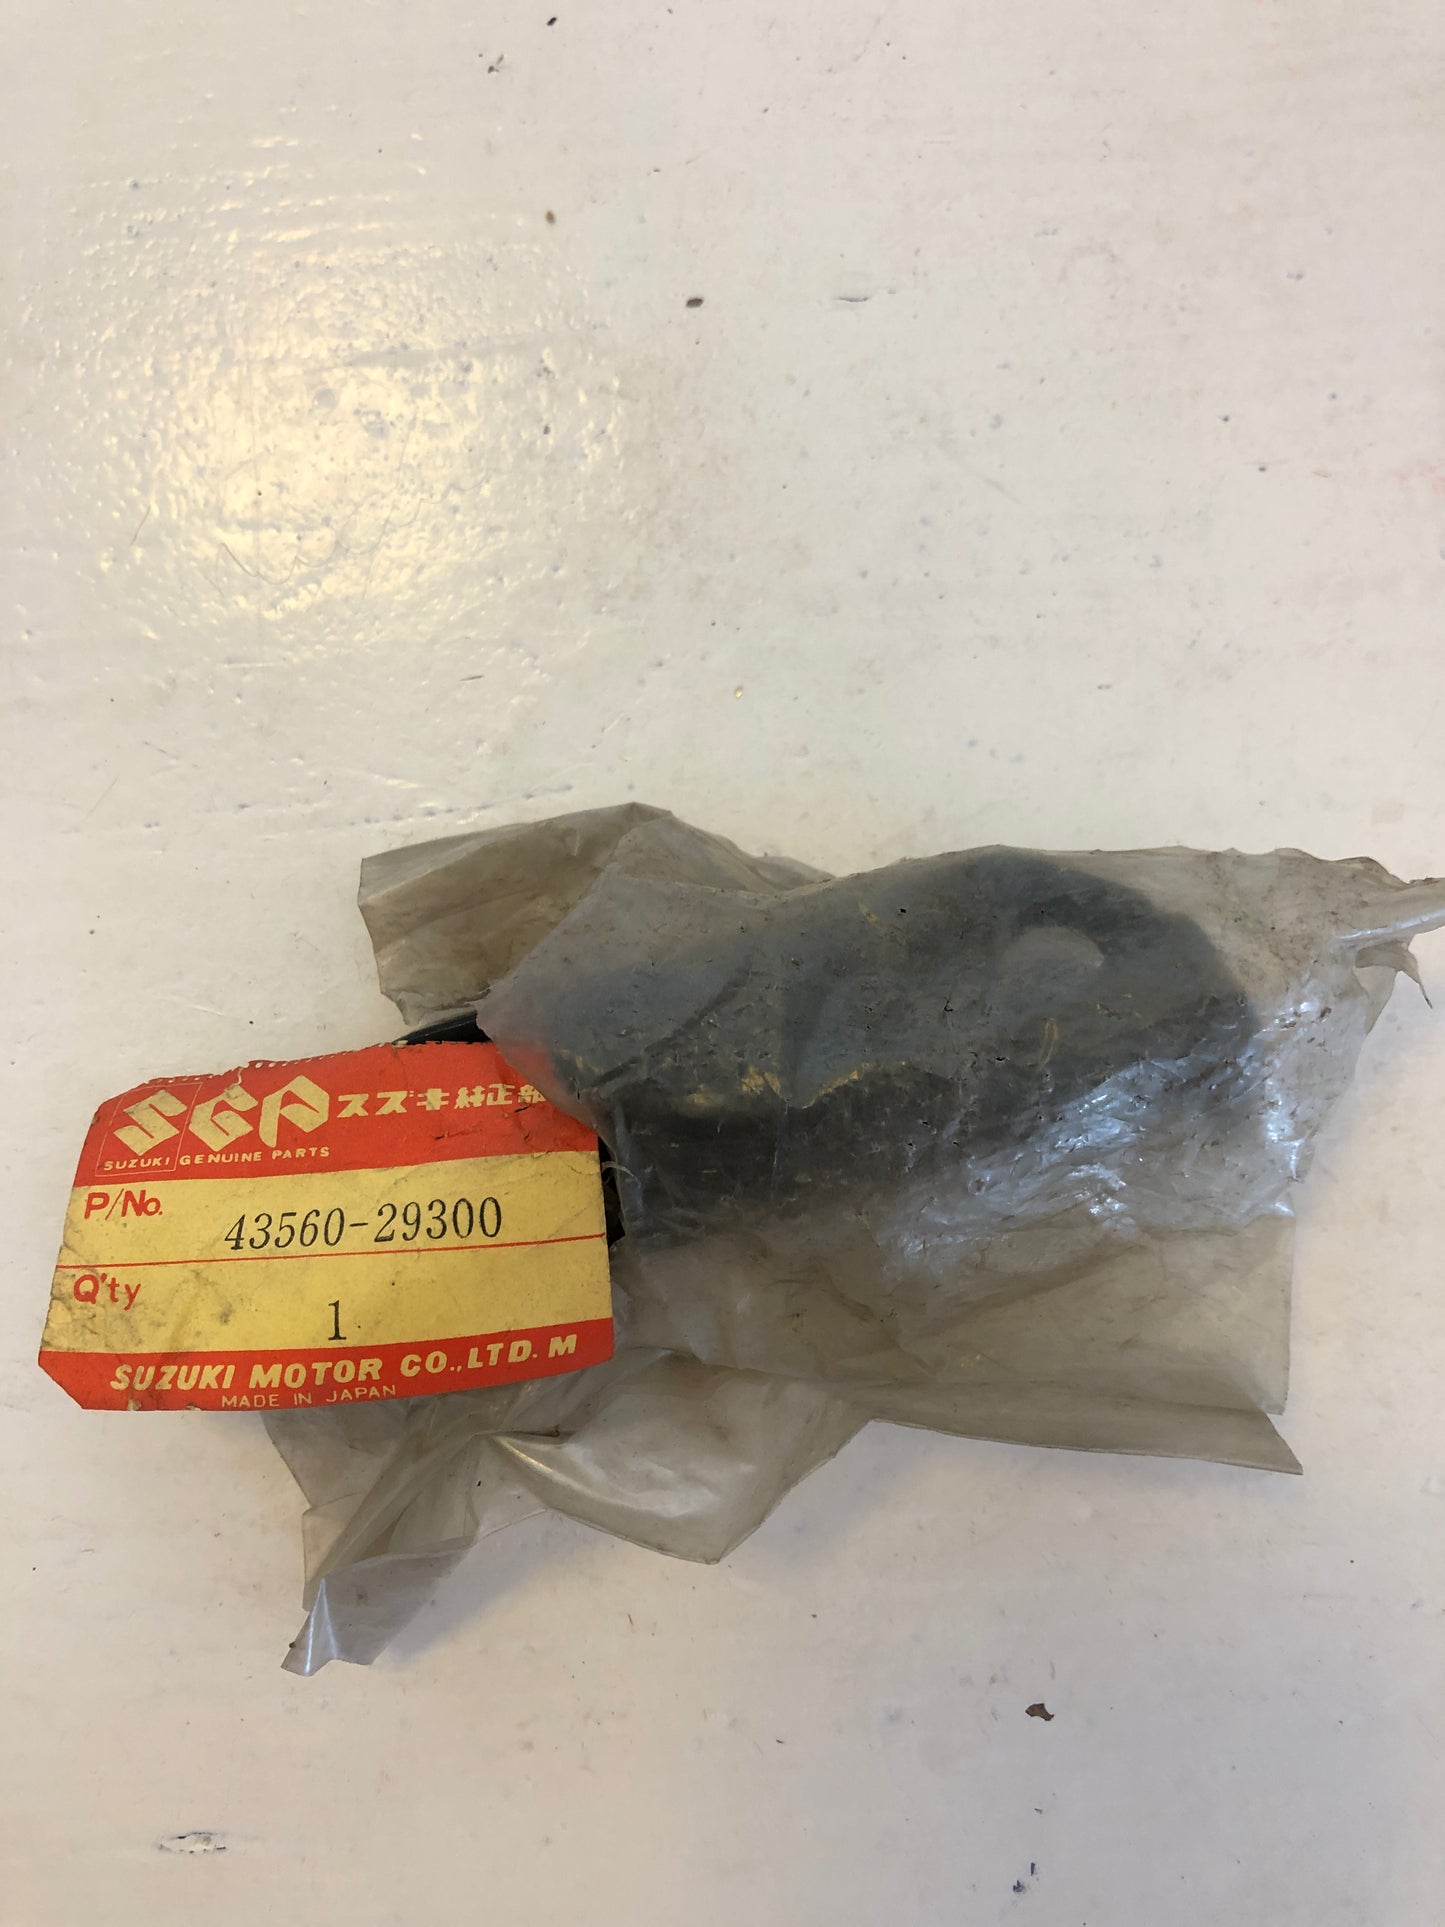 SGP スズキ純正部
SUZUKI GENUINE PARTS
P/No.
43560-29300
Q'ty
1
SUZUKI MOTOR CO.,LTD. M
MADE IN JAPAN